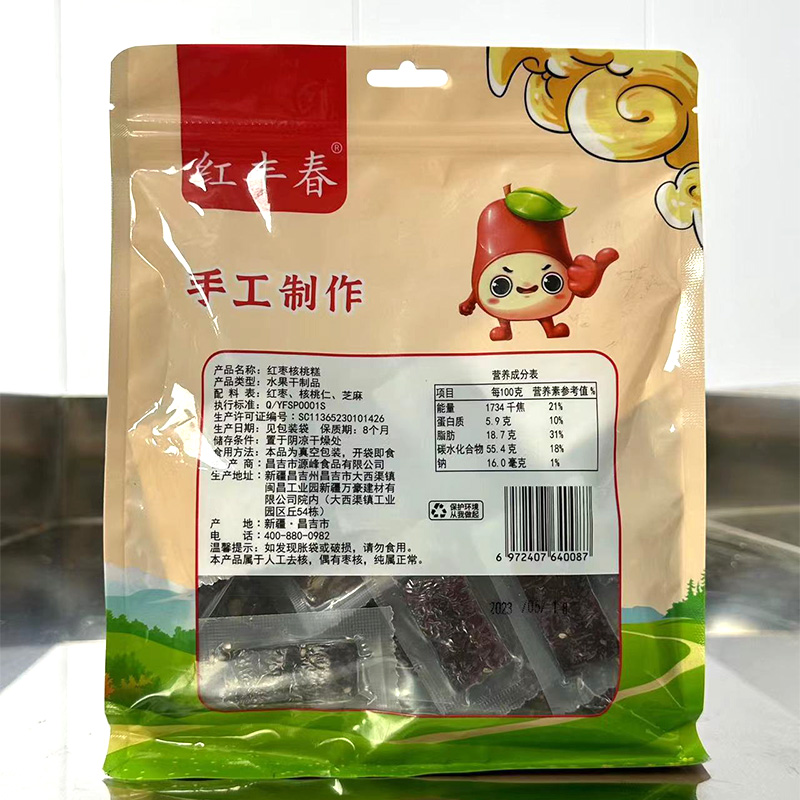 红丰春®
手工制作
产品名称：红枣核桃糕
产品类型：水果干制品
配 料 表：红枣、核桃仁、芝麻
执行标准：Q/YFSP0001S
生产许可证编号：SC11365230101426
生产日期：见包装袋 保质期：8个月
储存条件：置于阴凉干燥处
食用方法：本品为真空包装，开袋即食
生 产 商：昌吉市源峰食品有限公司
生产地址：新疆昌吉州昌吉市大西渠镇
闽昌工业园新疆万豪建材有
限公司院内（大西渠镇工业
园区丘54栋）
产 地：新疆·昌吉市
电 话：400-880-0982
温馨提示：如发现胀袋或破损，请勿食用。
本产品属于人工去核，偶有枣核，纯属正常。
营养成分表
项目 每100克 营养素参考值%
能量 1734 千焦 21%
蛋白质 5.9 克 10%
脂肪 18.7 克 31%
碳水化合物 55.4 克 18%
钠 16.0 毫克 1%
保护环境
从我做起
6 972407 640087